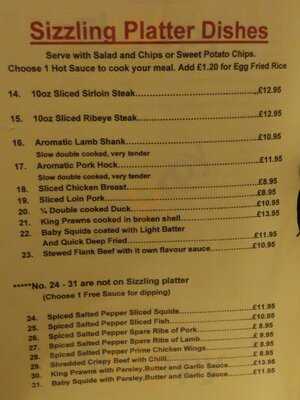 Sizzling Platter Dishes
Serve with Salad and Chips or Sweet Potato Chips.
Choose 1 Hot Sauce to cook your meal. Add £1.20 for Egg Fried Rice
14. 10oz Sliced Sirloin Steak £12.95
15. 10oz Sliced Ribeye Steak £12.95
16. Aromatic Lamb Shank £10.95
Slow double cooked, very tender
17. Aromatic Pork Hock £11.95
Slow double cooked, very tender
18. Sliced Chicken Breast £8.95
19. Sliced Loin Pork £8.95
20. ¼ Double cooked Duck £10.95
21. King Prawns cooked in broken shell £13.95
22. Baby Squids coated with Light Batter
And Quick Deep Fried £11.95
23. Stewed Flank Beef with it own flavour sauce £10.95
*****No. 24 - 31 are not on Sizzling platter
(Choose 1 Free Sauce for dipping)
24. Spiced Salted Pepper Sliced Squids £11.95
25. Spiced Salted Pepper Sliced Fish £10.95
26. Spiced Salted Pepper Spare Ribs of Pork £ 8.95
27. Spiced Salted Pepper Spare Ribs of Lamb £ 9.95
28. Spiced Salted Pepper Prime Chicken Wings £ 8.95
29. Shredded Crispy Beef with Chilli £ 8.95
30. King Prawns with Parsley,Butter and Garlic Sauce £13.95
31. Baby Squids with Parsley,Butter and Garlic Sauce £11.95